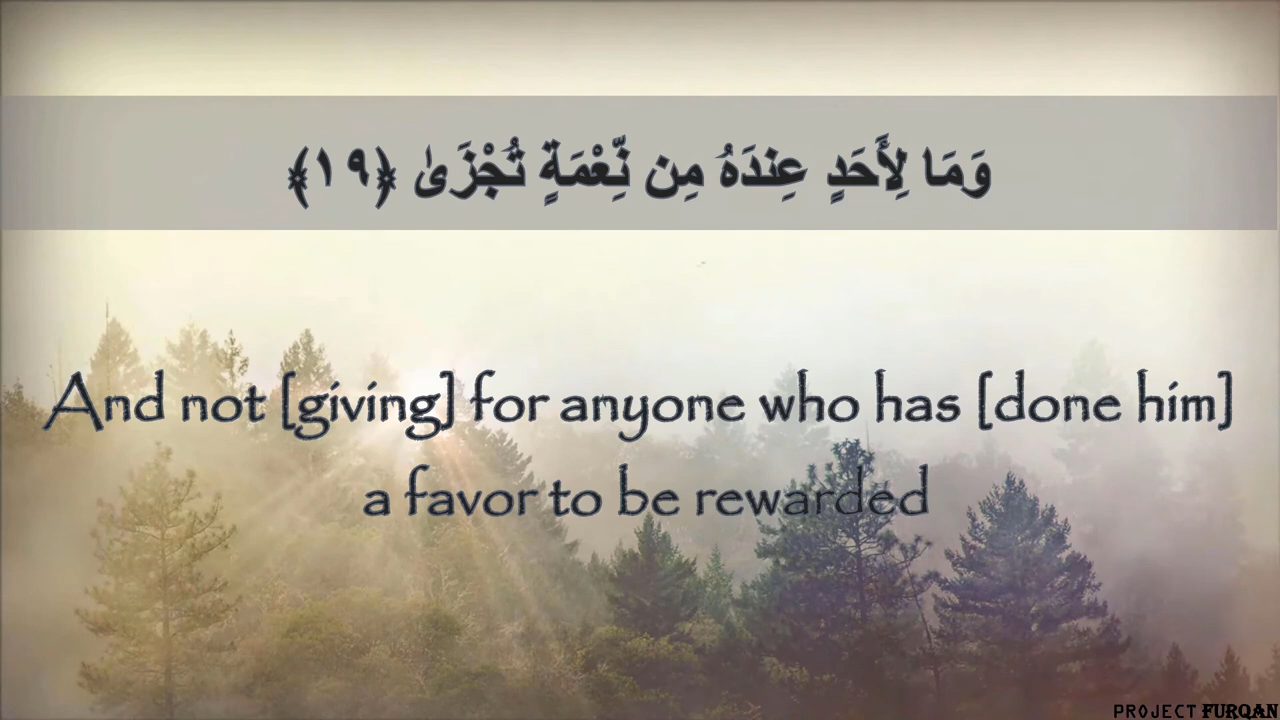 وَمَا لِأَحَدٍ عِندَهُ مِن نِّعْمَةٍ تُجْزَىٰ ﴿١٩﴾
And not [giving] for anyone who has [done him]
a favor to be rewarded
PROJECT FURQAN